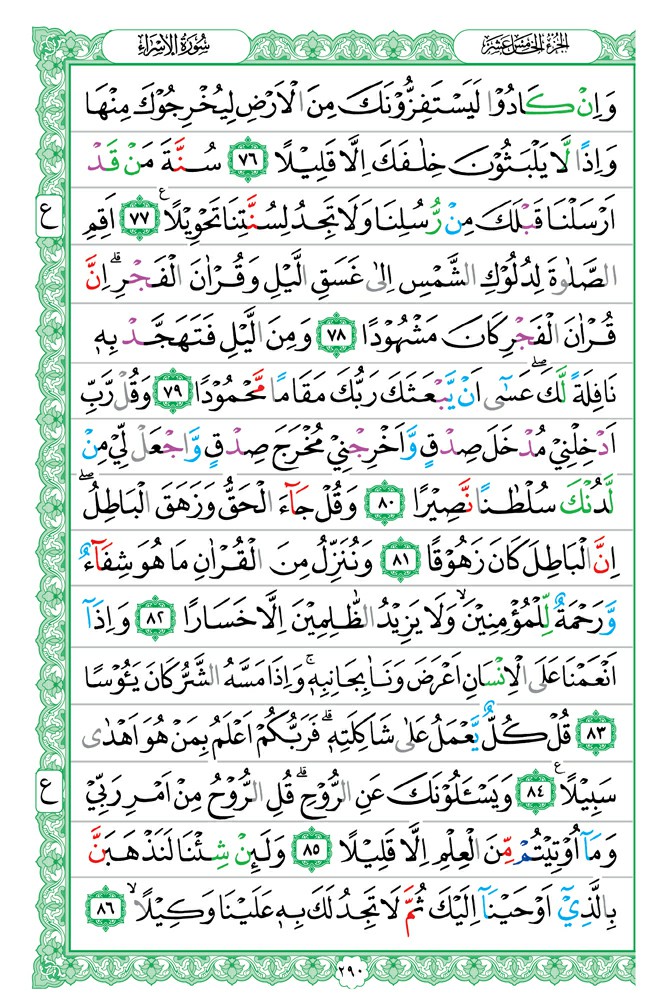 الجزء الخامس عشر
سُوْرَةُ الْاِسْرَاء
وَاِنْ كَادُوْا لَيَسْتَفِزُّوْنَكَ مِنَ الْاَرْضِ لِيُخْرِجُوْكَ مِنْهَا
وَاِذًا لَّا يَلْبَثُوْنَ خِلٰفَكَ اِلَّا قَلِيْلًا ۝٧٦ سُنَّةَ مَنْ قَدْ
اَرْسَلْنَا قَبْلَكَ مِنْ رُّسُلِنَا وَلَا تَجِدُ لِسُنَّتِنَا تَحْوِيْلًا ۝٧٧ اَقِمِ
ع
الصَّلٰوةَ لِدُلُوْكِ الشَّمْسِ اِلٰى غَسَقِ الَّيْلِ وَقُرْاٰنَ الْفَجْرِ ؕ اِنَّ
قُرْاٰنَ الْفَجْرِ كَانَ مَشْهُوْدًا ۝٧٨ وَمِنَ الَّيْلِ فَتَهَجَّدْ بِهٖ
نَافِلَةً لَّكَ ۖ عَسٰٓى اَنْ يَّبْعَثَكَ رَبُّكَ مَقَامًا مَّحْمُوْدًا ۝٧٩ وَقُلْ رَّبِّ
اَدْخِلْنِيْ مُدْخَلَ صِدْقٍ وَّاَخْرِجْنِيْ مُخْرَجَ صِدْقٍ وَّاجْعَلْ لِّيْ مِنْ
لَّدُنْكَ سُلْطٰنًا نَّصِيْرًا ۝٨٠ وَقُلْ جَآءَ الْحَقُّ وَزَهَقَ الْبَاطِلُ ؕ
اِنَّ الْبَاطِلَ كَانَ زَهُوْقًا ۝٨١ وَنُنَزِّلُ مِنَ الْقُرْاٰنِ مَا هُوَ شِفَآءٌ
وَّرَحْمَةٌ لِّلْمُؤْمِنِيْنَ ۙ وَلَا يَزِيْدُ الظّٰلِمِيْنَ اِلَّا خَسَارًا ۝٨٢ وَاِذَآ
اَنْعَمْنَا عَلَى الْاِنْسَانِ اَعْرَضَ وَنَاٰ بِجَانِبِهٖ ۚ وَاِذَا مَسَّهُ الشَّرُّ كَانَ يَـُٔوْسًا
۝٨٣ قُلْ كُلٌّ يَّعْمَلُ عَلٰى شَاكِلَتِهٖ ؕ فَرَبُّكُمْ اَعْلَمُ بِمَنْ هُوَ اَهْدٰى
سَبِيْلًا ۝٨٤ وَيَسْـَٔلُوْنَكَ عَنِ الرُّوْحِ ؕ قُلِ الرُّوْحُ مِنْ اَمْرِ رَبِّيْ
ع
وَمَآ اُوْتِيْتُمْ مِّنَ الْعِلْمِ اِلَّا قَلِيْلًا ۝٨٥ وَلَىِٕنْ شِئْنَا لَنَذْهَبَنَّ
بِالَّذِيْٓ اَوْحَيْنَآ اِلَيْكَ ثُمَّ لَا تَجِدُ لَكَ بِهٖ عَلَيْنَا وَكِيْلًا ۙ ۝٨٦
٢٩٠